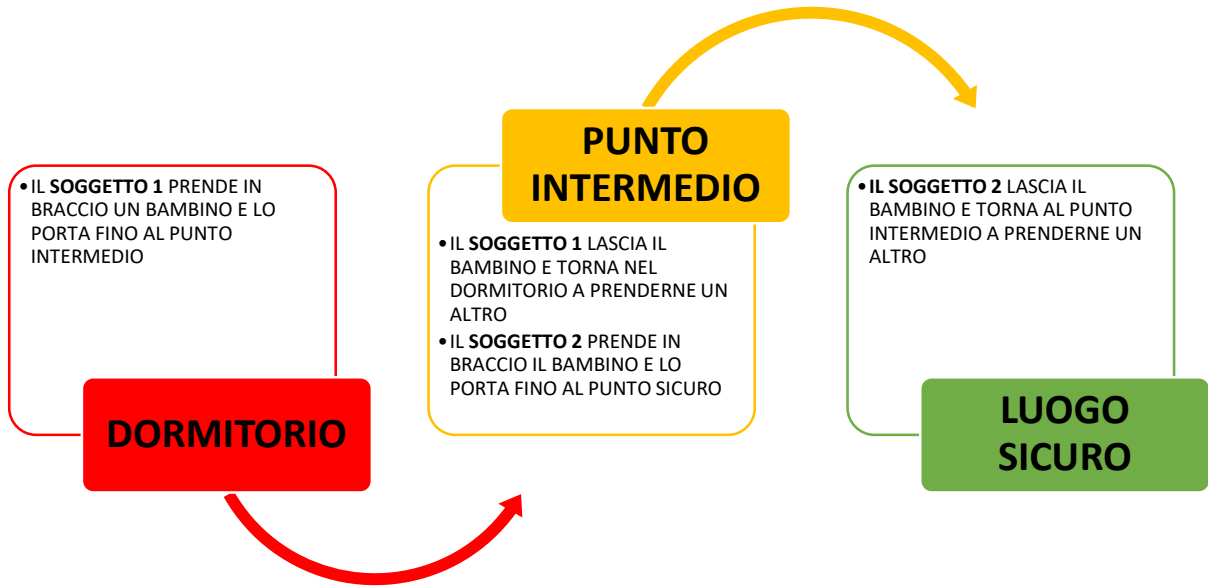 • IL SOGGETTO 1 PRENDE IN
BRACCIO UN BAMBINO E LO
PORTA FINO AL PUNTO
INTERMEDIO
DORMITORIO
PUNTO
INTERMEDIO
• IL SOGGETTO 1 LASCIA IL
BAMBINO E TORNA NEL
DORMITORIO A PRENDERNE UN
ALTRO
• IL SOGGETTO 2 PRENDE IN
BRACCIO IL BAMBINO E LO
PORTA FINO AL PUNTO SICURO
• IL SOGGETTO 2 LASCIA IL
BAMBINO E TORNA AL PUNTO
INTERMEDIO A PRENDERNE UN
ALTRO
LUOGO
SICURO